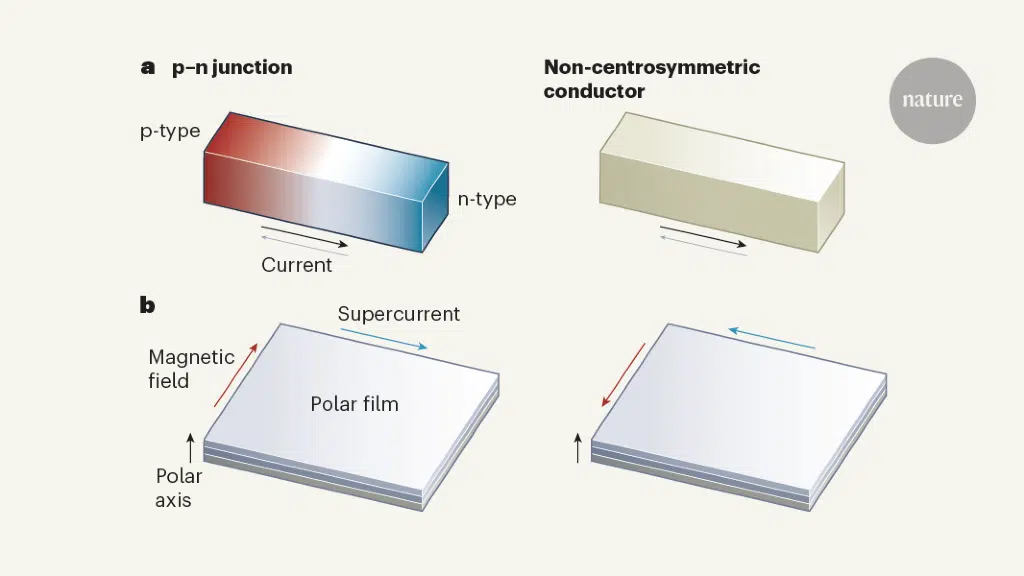 a p–n junction
Non-centrosymmetric
conductor
nature
p-type
n-type
Current
b
Supercurrent
Magnetic
field
Polar film
Polar
axis